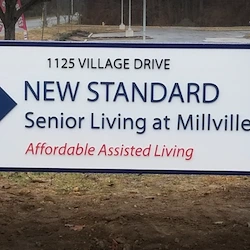 1125 VILLAGE DRIVE
NEW STANDARD
Senior Living at Millville
Affordable Assisted Living